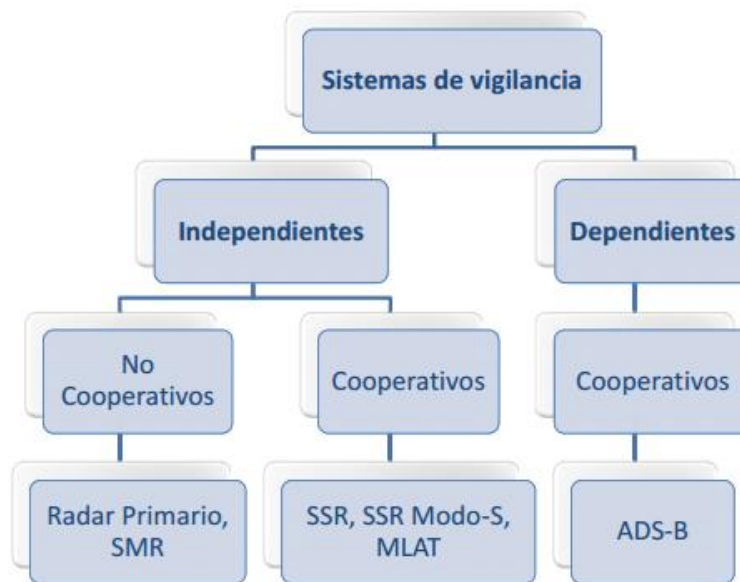 Sistemas de vigilancia
Independientes
Dependientes
No
Cooperativos
Cooperativos
Cooperativos
Radar Primario,
SMR
SSR, SSR Modo-S,
MLAT
ADS-B